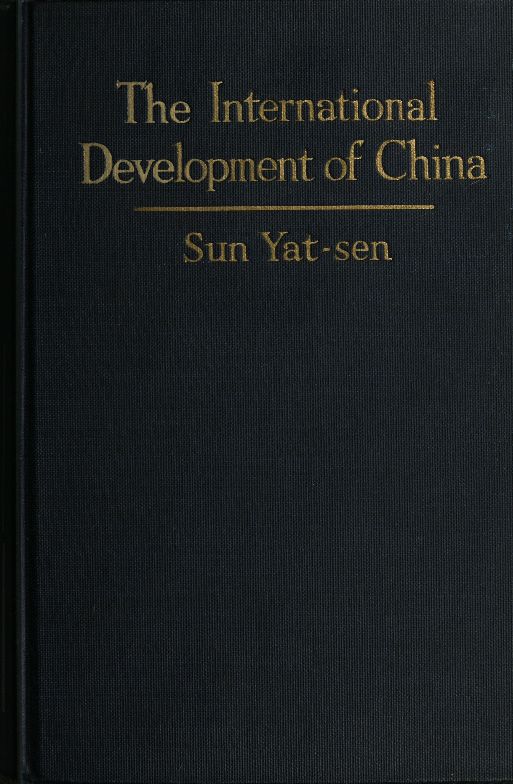 The International
Development of China
Sun Yat-sen